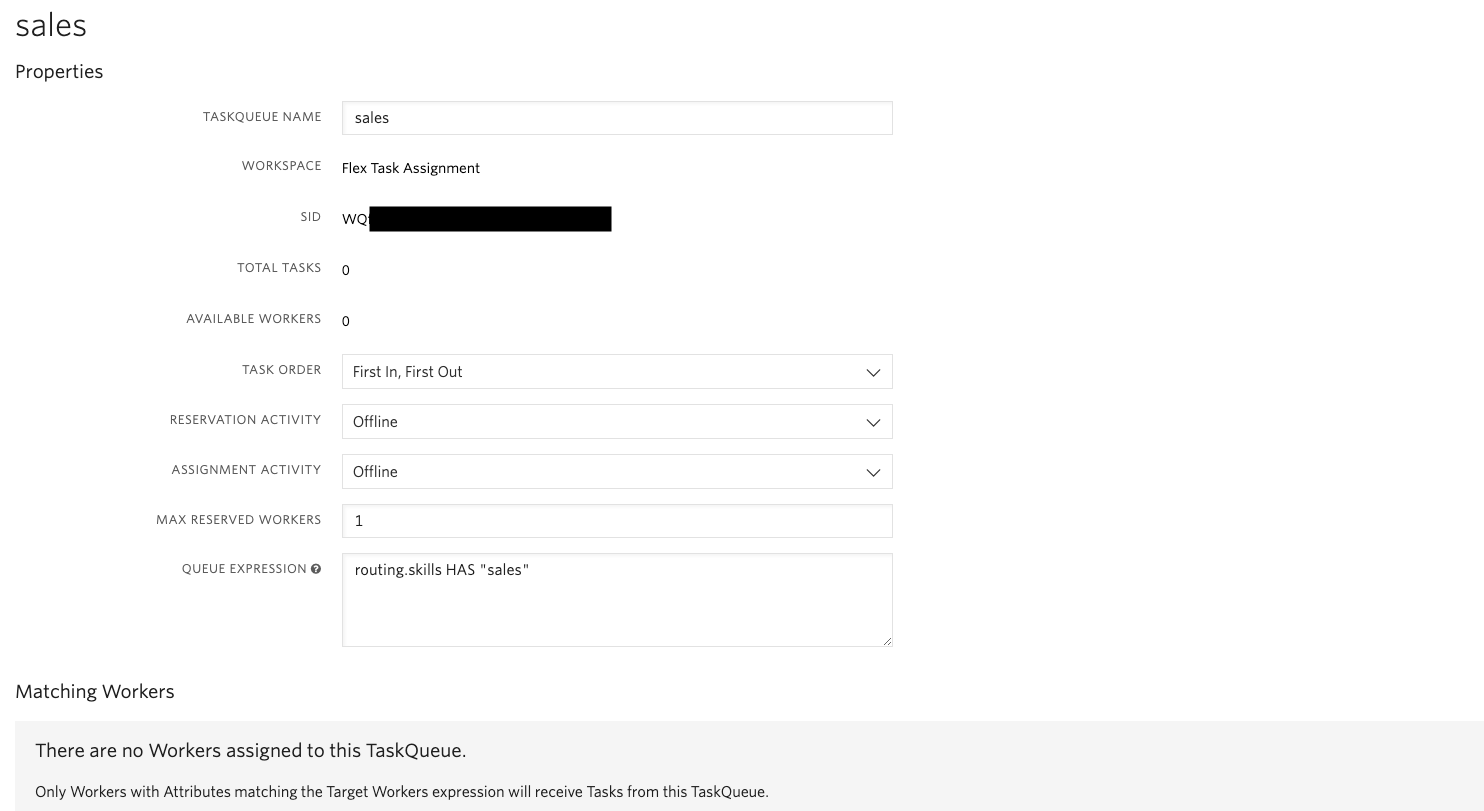 sales
Properties
TASKQUEUE NAME sales
WORKSPACE Flex Task Assignment
SID WQ
TOTAL TASKS 0
AVAILABLE WORKERS 0
TASK ORDER First In, First Out
RESERVATION ACTIVITY Offline
ASSIGNMENT ACTIVITY Offline
MAX RESERVED WORKERS 1
QUEUE EXPRESSION routing.skills HAS "sales"
Matching Workers
There are no Workers assigned to this TaskQueue.
Only Workers with Attributes matching the Target Workers expression will receive Tasks from this TaskQueue.